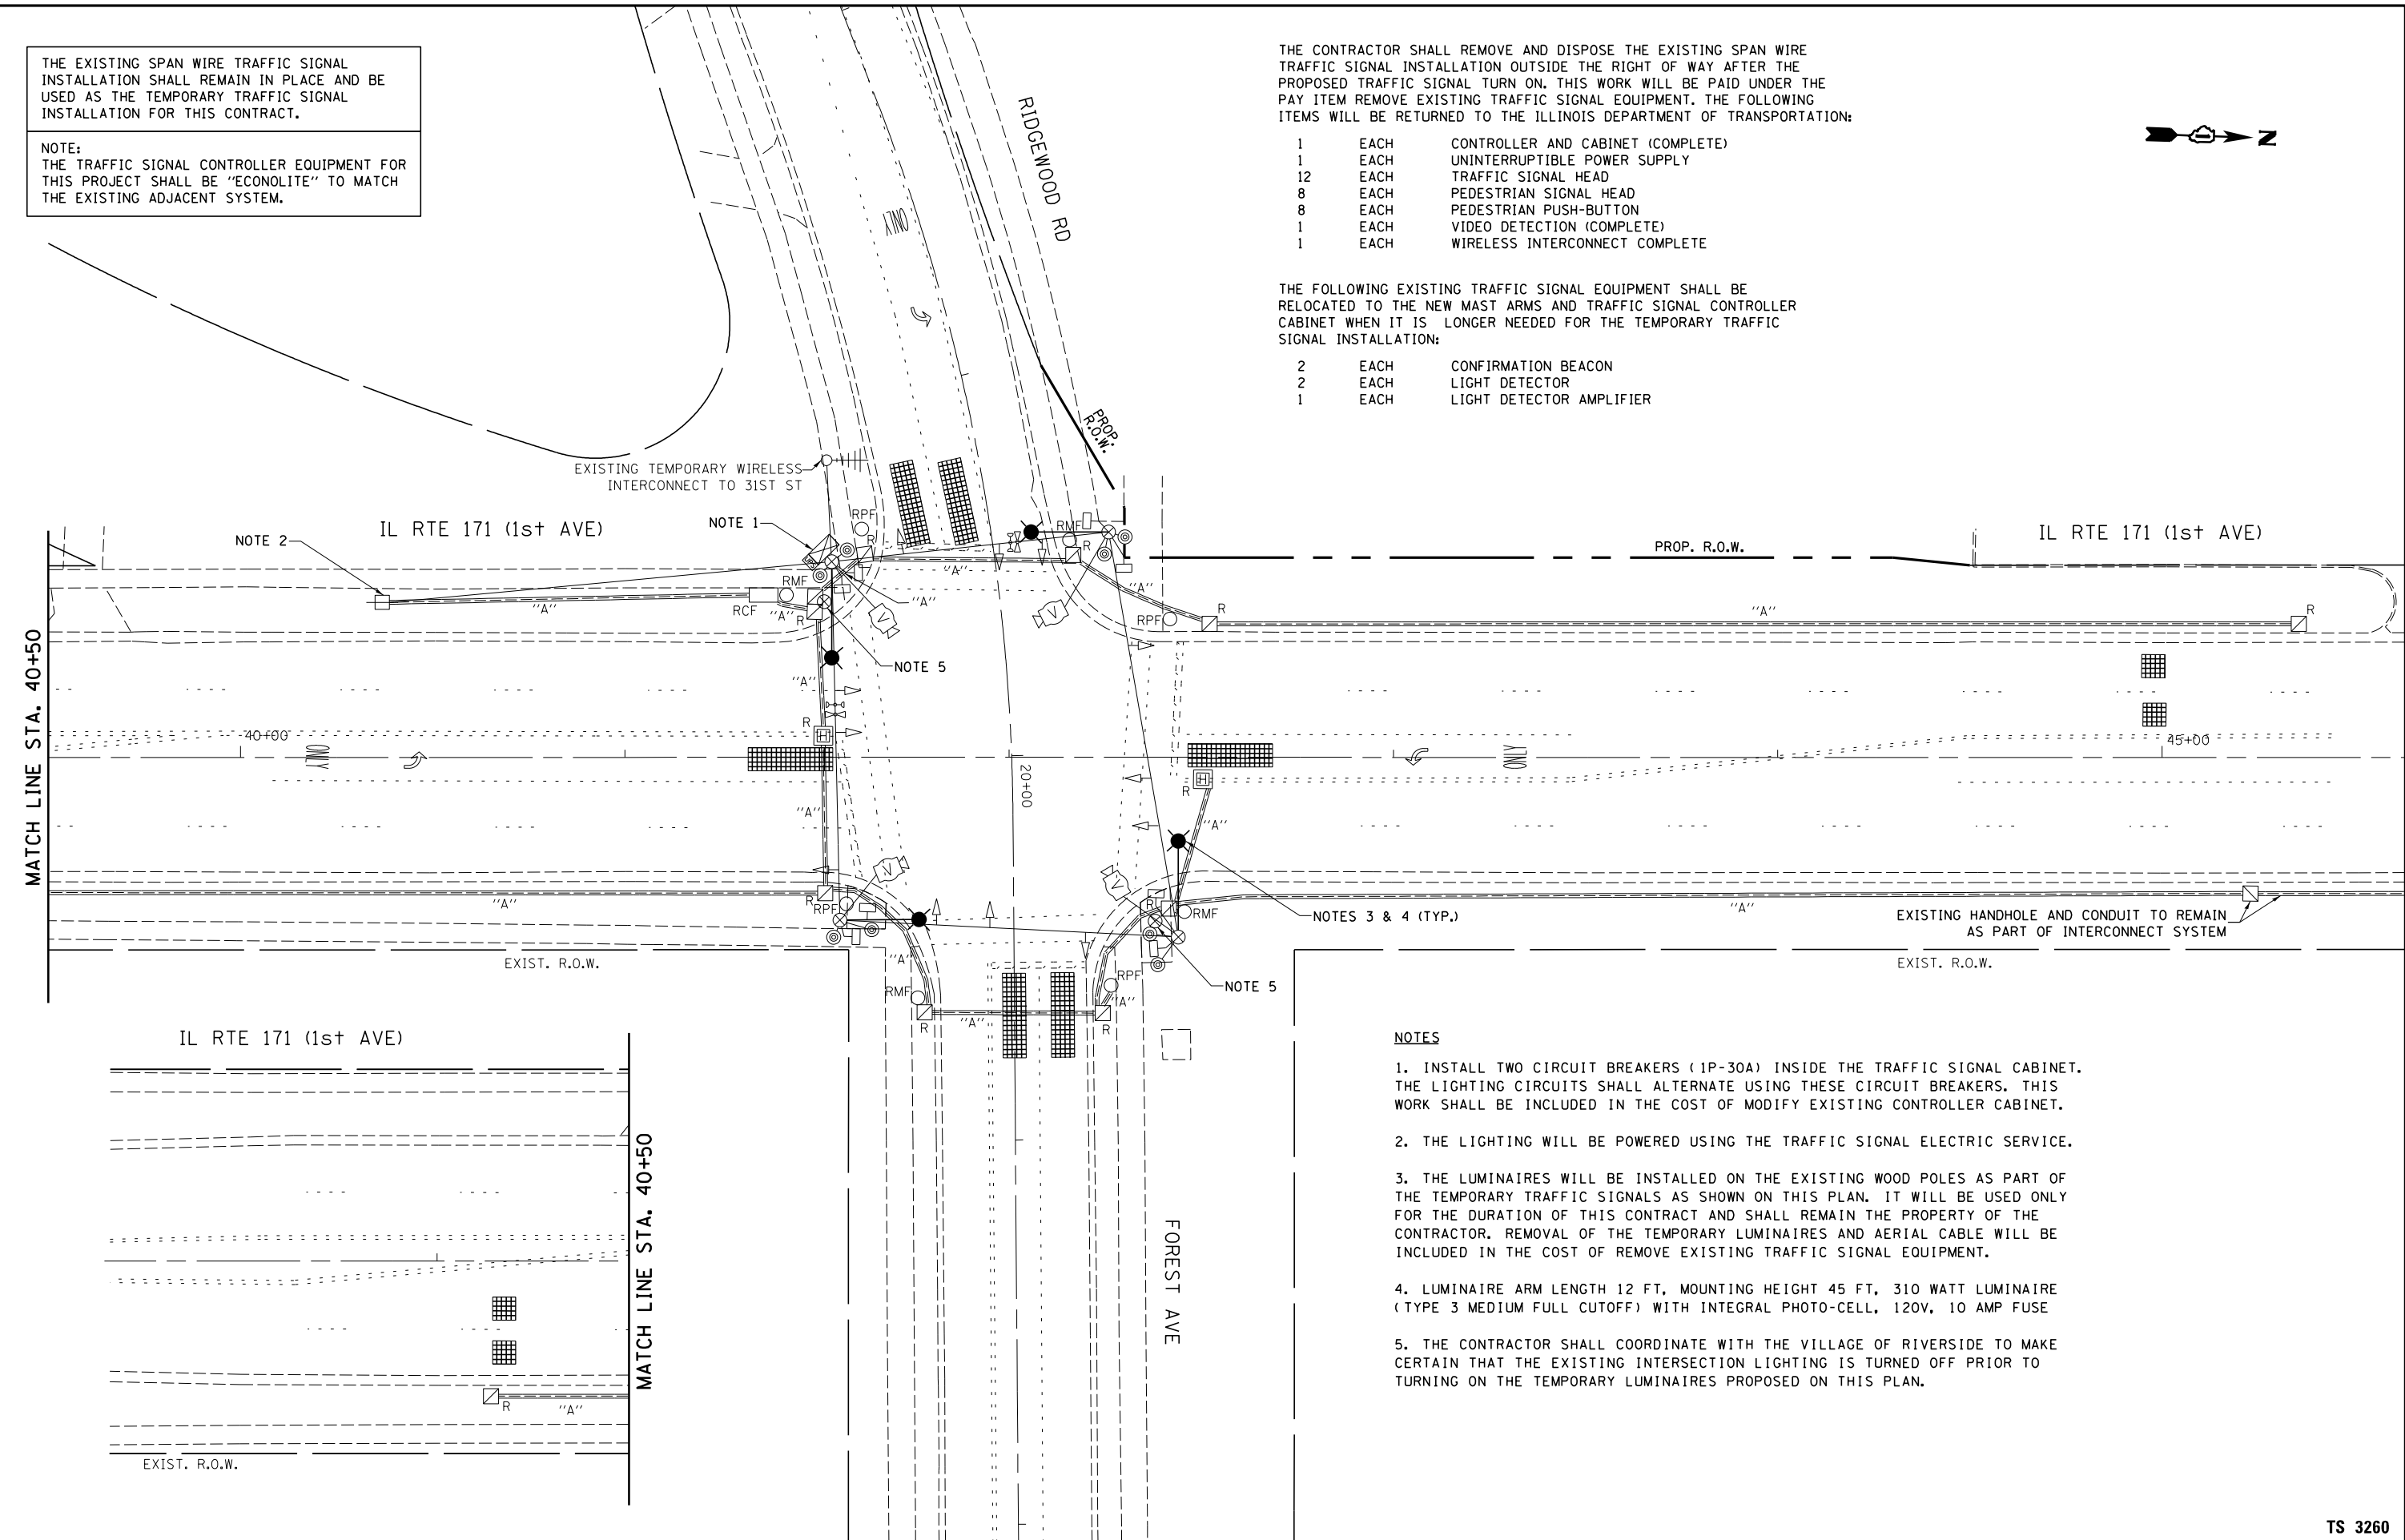 THE EXISTING SPAN WIRE TRAFFIC SIGNAL
INSTALLATION SHALL REMAIN IN PLACE AND BE
USED AS THE TEMPORARY TRAFFIC SIGNAL
INSTALLATION FOR THIS CONTRACT.
NOTE:
THE TRAFFIC SIGNAL CONTROLLER EQUIPMENT FOR
THIS PROJECT SHALL BE "ECONOLITE" TO MATCH
THE EXISTING ADJACENT SYSTEM.
THE CONTRACTOR SHALL REMOVE AND DISPOSE THE EXISTING SPAN WIRE
TRAFFIC SIGNAL INSTALLATION OUTSIDE THE RIGHT OF WAY AFTER THE
PROPOSED TRAFFIC SIGNAL TURN ON. THIS WORK WILL BE PAID UNDER THE
PAY ITEM REMOVE EXISTING TRAFFIC SIGNAL EQUIPMENT. THE FOLLOWING
ITEMS WILL BE RETURNED TO THE ILLINOIS DEPARTMENT OF TRANSPORTATION:
1 EACH CONTROLLER AND CABINET (COMPLETE)
1 EACH UNINTERRUPTIBLE POWER SUPPLY
12 EACH TRAFFIC SIGNAL HEAD
8 EACH PEDESTRIAN SIGNAL HEAD
8 EACH PEDESTRIAN PUSH-BUTTON
1 EACH VIDEO DETECTION (COMPLETE)
1 EACH WIRELESS INTERCONNECT COMPLETE
THE FOLLOWING EXISTING TRAFFIC SIGNAL EQUIPMENT SHALL BE
RELOCATED TO THE NEW MAST ARMS AND TRAFFIC SIGNAL CONTROLLER
CABINET WHEN IT IS LONGER NEEDED FOR THE TEMPORARY TRAFFIC
SIGNAL INSTALLATION:
2 EACH CONFIRMATION BEACON
2 EACH LIGHT DETECTOR
1 EACH LIGHT DETECTOR AMPLIFIER
N
RIDGEWOOD RD
ONLY
PROP.
R.O.W.
EXISTING TEMPORARY WIRELESS
INTERCONNECT TO 31ST ST
IL RTE 171 (1st AVE)
NOTE 1
NOTE 2
RPF
R
RMF
R
PROP. R.O.W.
IL RTE 171 (1st AVE)
"A"
RMF
"A"
"A"
RCF
"A"
R
"A"
V
V
RPF
R
"A"
R
NOTE 5
MATCH LINE STA. 40+50
"A"
R
H
40+00
ONLY
20+00
H
R
ONLY
45+00
"A"
"A"
V
V
"A"
R
RPF
R
RMF
NOTES 3 & 4 (TYP.)
"A"
EXISTING HANDHOLE AND CONDUIT TO REMAIN
AS PART OF INTERCONNECT SYSTEM
EXIST. R.O.W.
"A"
RMF
R
"A"
RPF
"A"
R
NOTE 5
EXIST. R.O.W.
IL RTE 171 (1st AVE)
MATCH LINE STA. 40+50
R
"A"
EXIST. R.O.W.
FOREST AVE
NOTES
1. INSTALL TWO CIRCUIT BREAKERS (1P-30A) INSIDE THE TRAFFIC SIGNAL CABINET.
THE LIGHTING CIRCUITS SHALL ALTERNATE USING THESE CIRCUIT BREAKERS. THIS
WORK SHALL BE INCLUDED IN THE COST OF MODIFY EXISTING CONTROLLER CABINET.
2. THE LIGHTING WILL BE POWERED USING THE TRAFFIC SIGNAL ELECTRIC SERVICE.
3. THE LUMINAIRES WILL BE INSTALLED ON THE EXISTING WOOD POLES AS PART OF
THE TEMPORARY TRAFFIC SIGNALS AS SHOWN ON THIS PLAN. IT WILL BE USED ONLY
FOR THE DURATION OF THIS CONTRACT AND SHALL REMAIN THE PROPERTY OF THE
CONTRACTOR. REMOVAL OF THE TEMPORARY LUMINAIRES AND AERIAL CABLE WILL BE
INCLUDED IN THE COST OF REMOVE EXISTING TRAFFIC SIGNAL EQUIPMENT.
4. LUMINAIRE ARM LENGTH 12 FT, MOUNTING HEIGHT 45 FT, 310 WATT LUMINAIRE
(TYPE 3 MEDIUM FULL CUTOFF) WITH INTEGRAL PHOTO-CELL, 120V, 10 AMP FUSE
5. THE CONTRACTOR SHALL COORDINATE WITH THE VILLAGE OF RIVERSIDE TO MAKE
CERTAIN THAT THE EXISTING INTERSECTION LIGHTING IS TURNED OFF PRIOR TO
TURNING ON THE TEMPORARY LUMINAIRES PROPOSED ON THIS PLAN.
TS 3260